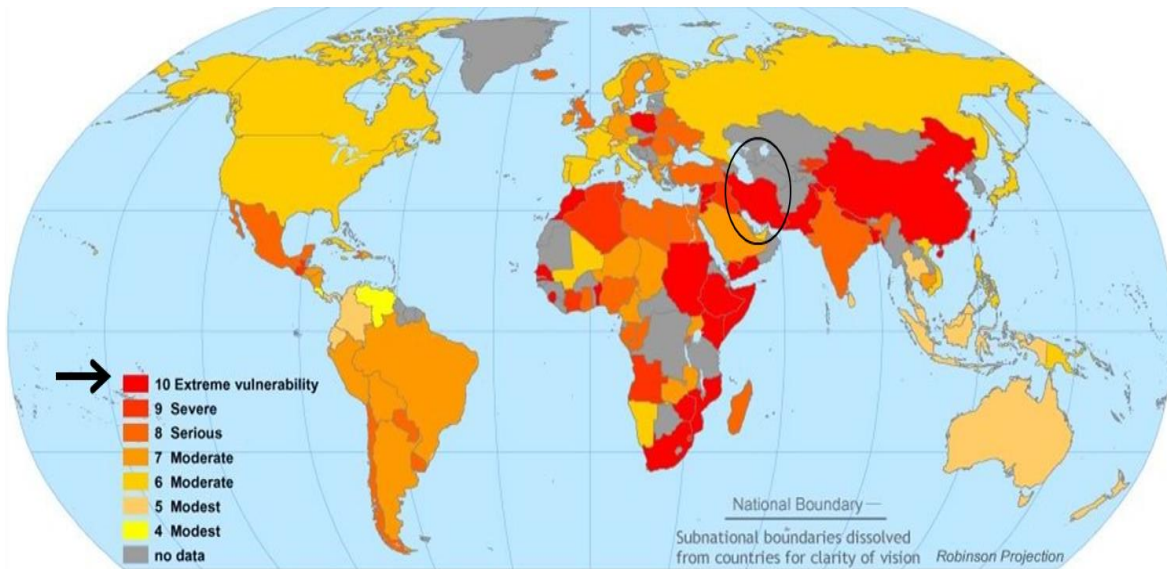 10 Extreme vulnerability
9 Severe
8 Serious
7 Moderate
6 Moderate
5 Modest
4 Modest
no data
National Boundary
Subnational boundaries dissolved
from countries for clarity of vision
Robinson Projection